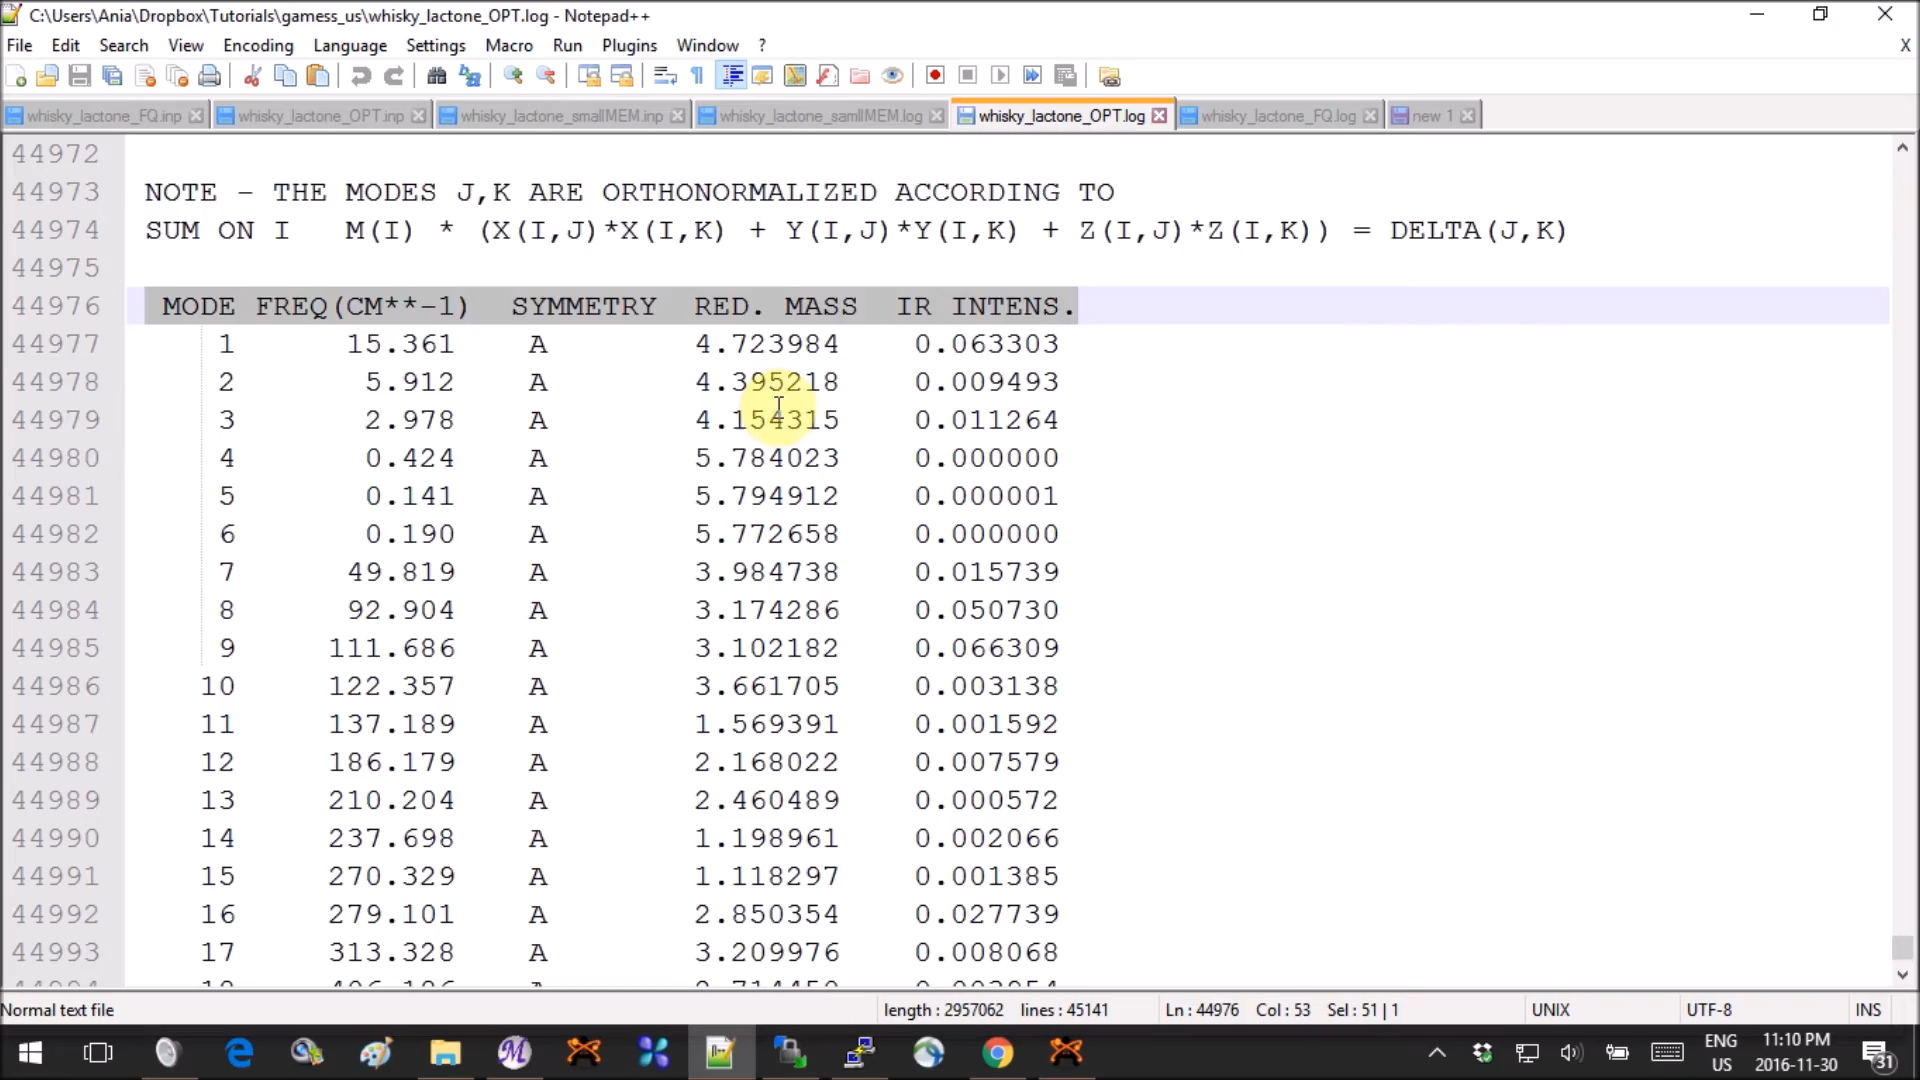 C:\Users\Ania\Dropbox\Tutorials\gamess_us\whisky_lactone_OPT.log - Notepad++
File Edit Search View Encoding Language Settings Macro Run Plugins Window ? X
whisky_lactone_FQ.inp whisky_lactone_OPT.inp whisky_lactone_smallMEM.inp whisky_lactone_samllMEM.log whisky_lactone_OPT.log whisky_lactone_FQ.log new 1
44972
44973 NOTE - THE MODES J,K ARE ORTHONORMALIZED ACCORDING TO
44974 SUM ON I M(I) * (X(I,J)*X(I,K) + Y(I,J)*Y(I,K) + Z(I,J)*Z(I,K)) = DELTA(J,K)
44975
44976 MODE FREQ(CM**-1) SYMMETRY RED. MASS IR INTENS.
44977 1 15.361 A 4.723984 0.063303
44978 2 5.912 A 4.395218 0.009493
44979 3 2.978 A 4.154315 0.011264
44980 4 0.424 A 5.784023 0.000000
44981 5 0.141 A 5.794912 0.000001
44982 6 0.190 A 5.772658 0.000000
44983 7 49.819 A 3.984738 0.015739
44984 8 92.904 A 3.174286 0.050730
44985 9 111.686 A 3.102182 0.066309
44986 10 122.357 A 3.661705 0.003138
44987 11 137.189 A 1.569391 0.001592
44988 12 186.179 A 2.168022 0.007579
44989 13 210.204 A 2.460489 0.000572
44990 14 237.698 A 1.198961 0.002066
44991 15 270.329 A 1.118297 0.001385
44992 16 279.101 A 2.850354 0.027739
44993 17 313.328 A 3.209976 0.008068
Normal text file length : 2957062 lines : 45141 Ln : 44976 Col : 53 Sel : 51 | 1 UNIX UTF-8 INS
ENG 11:10 PM
US 2016-11-30 31